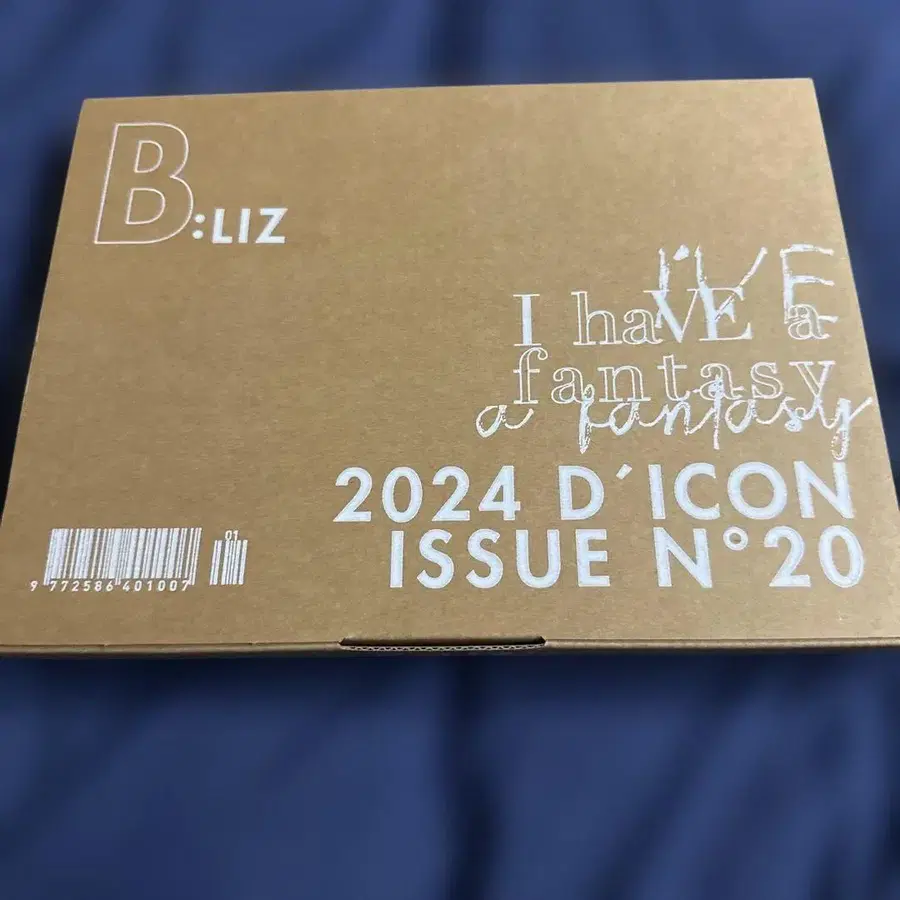 B:LIZ
I'VE
I haVE a
fantasy
a fantasy
2024 D'ICON
ISSUE N°20
01
9 772586 401007